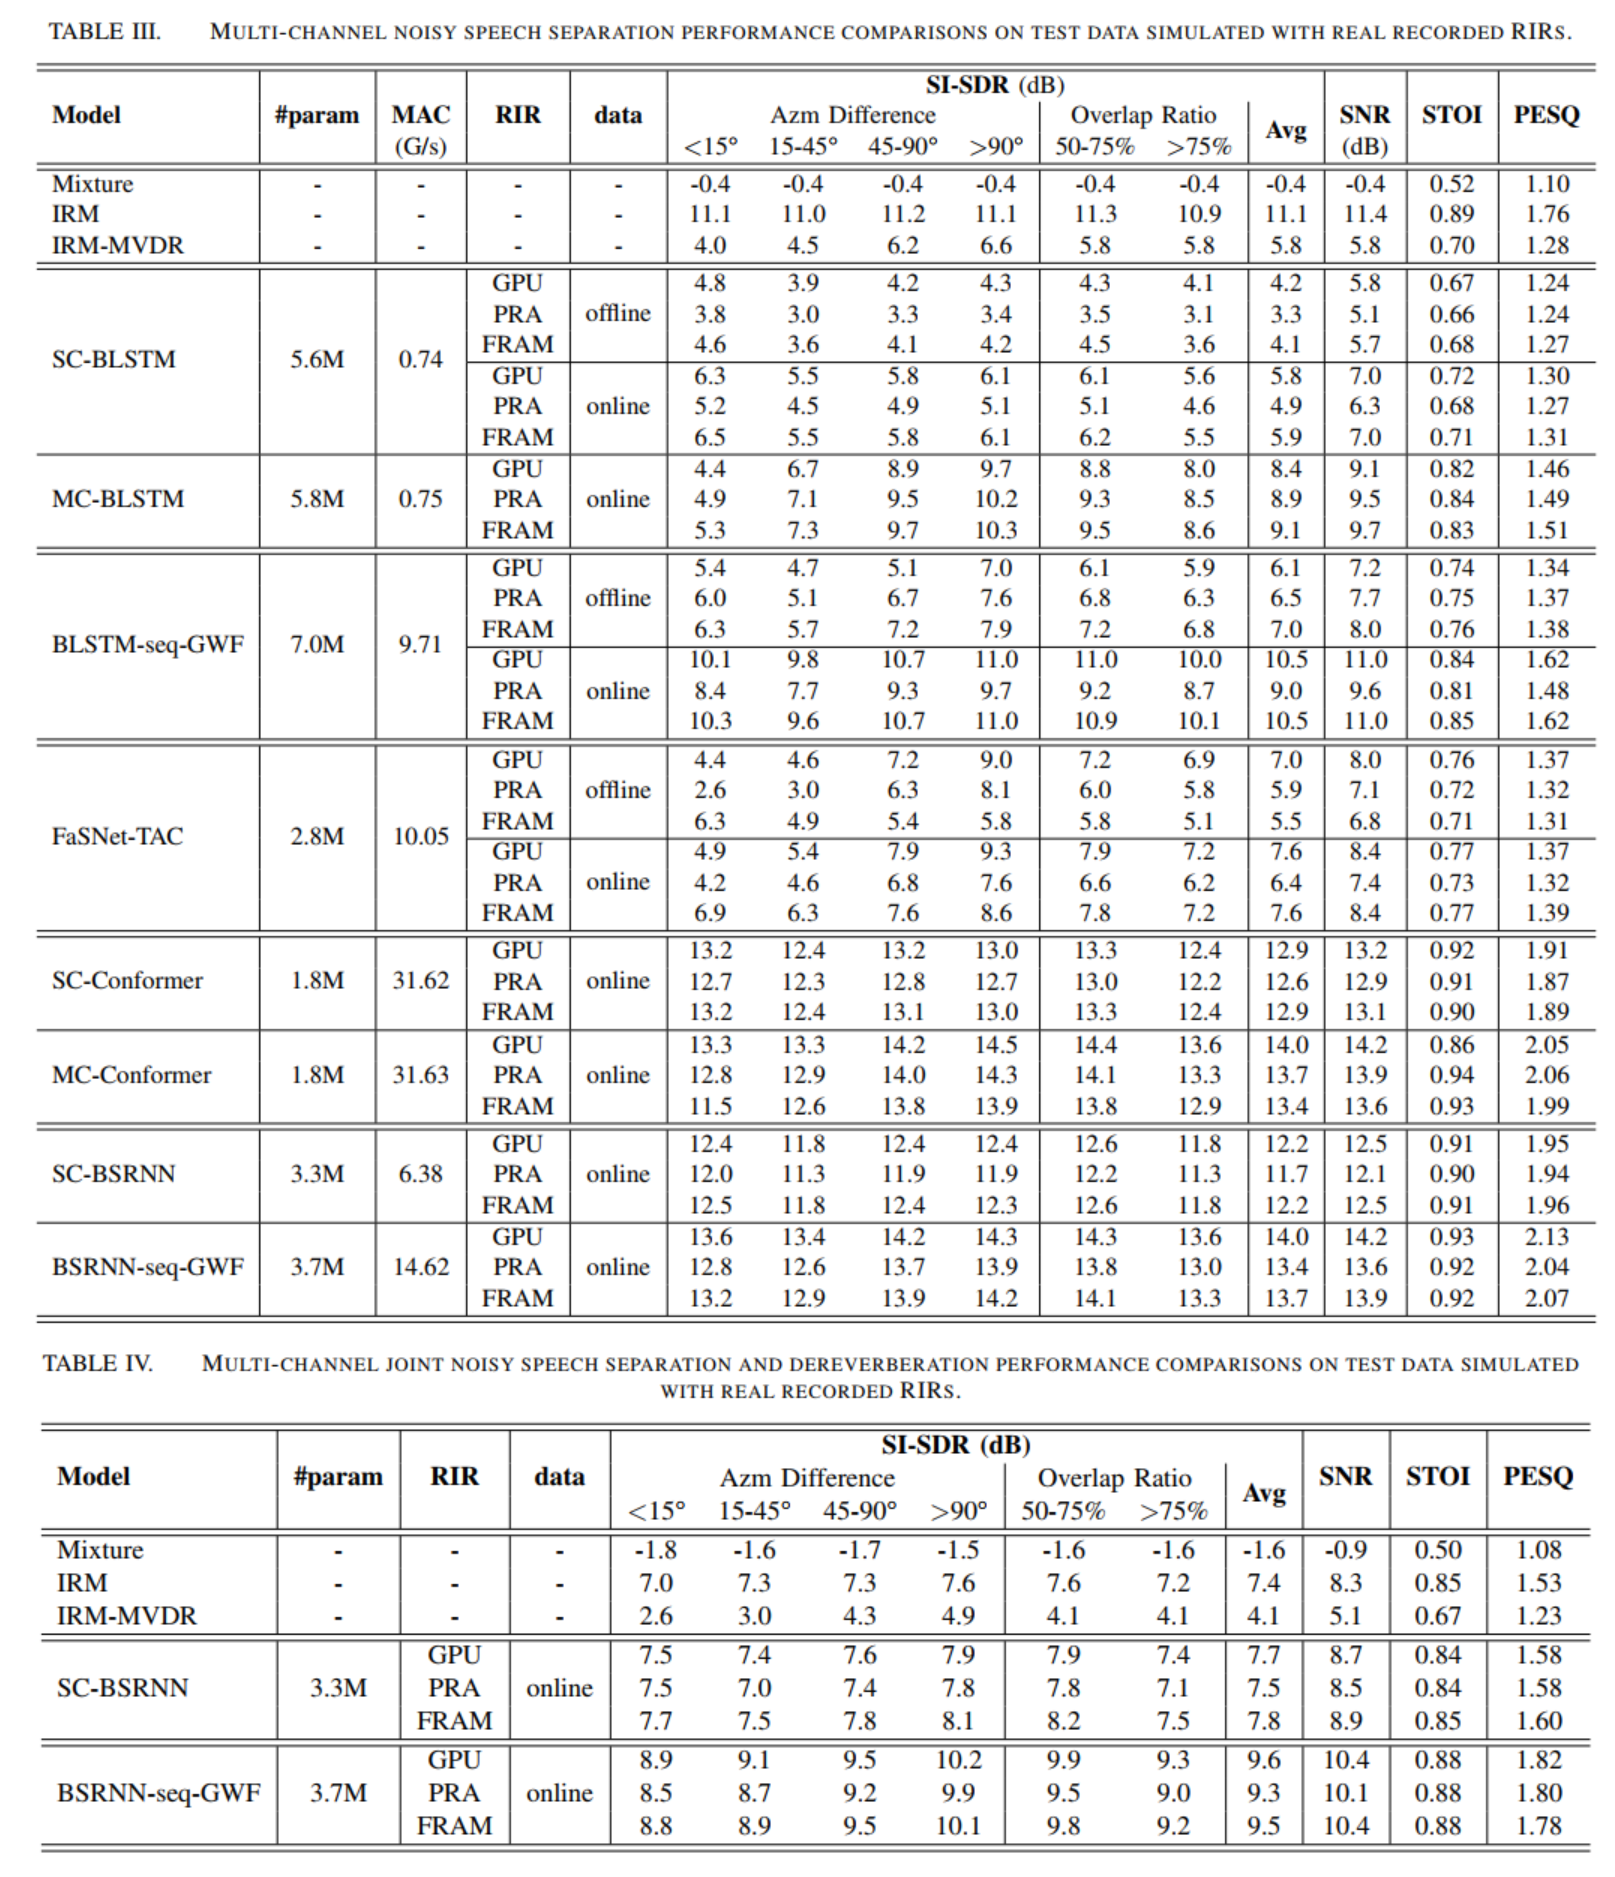 TABLE III. MULTI-CHANNEL NOISY SPEECH SEPARATION PERFORMANCE COMPARISONS ON TEST DATA SIMULATED WITH REAL RECORDED RIRS.
SI-SDR (dB)
Model #param MAC RIR data Azm Difference Overlap Ratio Avg SNR STOI PESQ
(G/s) <15° 15-45° 45-90° >90° 50-75% >75% (dB)
Mixture - - - - -0.4 -0.4 -0.4 -0.4 -0.4 -0.4 -0.4 -0.4 0.52 1.10
IRM - - - - 11.1 11.0 11.2 11.1 11.3 10.9 11.1 11.4 0.89 1.76
IRM-MVDR - - - - 4.0 4.5 6.2 6.6 5.8 5.8 5.8 5.8 0.70 1.28
GPU 4.8 3.9 4.2 4.3 4.3 4.1 4.2 5.8 0.67 1.24
PRA offline 3.8 3.0 3.3 3.4 3.5 3.1 3.3 5.1 0.66 1.24
FRAM 4.6 3.6 4.1 4.2 4.5 3.6 4.1 5.7 0.68 1.27
SC-BLSTM 5.6M 0.74
GPU 6.3 5.5 5.8 6.1 6.1 5.6 5.8 7.0 0.72 1.30
PRA online 5.2 4.5 4.9 5.1 5.1 4.6 4.9 6.3 0.68 1.27
FRAM 6.5 5.5 5.8 6.1 6.2 5.5 5.9 7.0 0.71 1.31
GPU 4.4 6.7 8.9 9.7 8.8 8.0 8.4 9.1 0.82 1.46
MC-BLSTM 5.8M 0.75 PRA online 4.9 7.1 9.5 10.2 9.3 8.5 8.9 9.5 0.84 1.49
FRAM 5.3 7.3 9.7 10.3 9.5 8.6 9.1 9.7 0.83 1.51
GPU 5.4 4.7 5.1 7.0 6.1 5.9 6.1 7.2 0.74 1.34
PRA offline 6.0 5.1 6.7 7.6 6.8 6.3 6.5 7.7 0.75 1.37
FRAM 6.3 5.7 7.2 7.9 7.2 6.8 7.0 8.0 0.76 1.38
BLSTM-seq-GWF 7.0M 9.71
GPU 10.1 9.8 10.7 11.0 11.0 10.0 10.5 11.0 0.84 1.62
PRA online 8.4 7.7 9.3 9.7 9.2 8.7 9.0 9.6 0.81 1.48
FRAM 10.3 9.6 10.7 11.0 10.9 10.1 10.5 11.0 0.85 1.62
GPU 4.4 4.6 7.2 9.0 7.2 6.9 7.0 8.0 0.76 1.37
PRA offline 2.6 3.0 6.3 8.1 6.0 5.8 5.9 7.1 0.72 1.32
FRAM 6.3 4.9 5.4 5.8 5.8 5.1 5.5 6.8 0.71 1.31
FaSNet-TAC 2.8M 10.05
GPU 4.9 5.4 7.9 9.3 7.9 7.2 7.6 8.4 0.77 1.37
PRA online 4.2 4.6 6.8 7.6 6.6 6.2 6.4 7.4 0.73 1.32
FRAM 6.9 6.3 7.6 8.6 7.8 7.2 7.6 8.4 0.77 1.39
GPU 13.2 12.4 13.2 13.0 13.3 12.4 12.9 13.2 0.92 1.91
SC-Conformer 1.8M 31.62 PRA online 12.7 12.3 12.8 12.7 13.0 12.2 12.6 12.9 0.91 1.87
FRAM 13.2 12.4 13.1 13.0 13.3 12.4 12.9 13.1 0.90 1.89
GPU 13.3 13.3 14.2 14.5 14.4 13.6 14.0 14.2 0.86 2.05
MC-Conformer 1.8M 31.63 PRA online 12.8 12.9 14.0 14.3 14.1 13.3 13.7 13.9 0.94 2.06
FRAM 11.5 12.6 13.8 13.9 13.8 12.9 13.4 13.6 0.93 1.99
GPU 12.4 11.8 12.4 12.4 12.6 11.8 12.2 12.5 0.91 1.95
SC-BSRNN 3.3M 6.38 PRA online 12.0 11.3 11.9 11.9 12.2 11.3 11.7 12.1 0.90 1.94
FRAM 12.5 11.8 12.4 12.3 12.6 11.8 12.2 12.5 0.91 1.96
GPU 13.6 13.4 14.2 14.3 14.3 13.6 14.0 14.2 0.93 2.13
BSRNN-seq-GWF 3.7M 14.62 PRA online 12.8 12.6 13.7 13.9 13.8 13.0 13.4 13.6 0.92 2.04
FRAM 13.2 12.9 13.9 14.2 14.1 13.3 13.7 13.9 0.92 2.07
TABLE IV. MULTI-CHANNEL JOINT NOISY SPEECH SEPARATION AND DEREVERBERATION PERFORMANCE COMPARISONS ON TEST DATA SIMULATED
WITH REAL RECORDED RIRS.
SI-SDR (dB)
Model #param RIR data Azm Difference Overlap Ratio Avg SNR STOI PESQ
<15° 15-45° 45-90° >90° 50-75% >75%
Mixture - - - -1.8 -1.6 -1.7 -1.5 -1.6 -1.6 -1.6 -0.9 0.50 1.08
IRM - - - 7.0 7.3 7.3 7.6 7.6 7.2 7.4 8.3 0.85 1.53
IRM-MVDR - - - 2.6 3.0 4.3 4.9 4.1 4.1 4.1 5.1 0.67 1.23
GPU 7.5 7.4 7.6 7.9 7.9 7.4 7.7 8.7 0.84 1.58
SC-BSRNN 3.3M PRA online 7.5 7.0 7.4 7.8 7.8 7.1 7.5 8.5 0.84 1.58
FRAM 7.7 7.5 7.8 8.1 8.2 7.5 7.8 8.9 0.85 1.60
GPU 8.9 9.1 9.5 10.2 9.9 9.3 9.6 10.4 0.88 1.82
BSRNN-seq-GWF 3.7M PRA online 8.5 8.7 9.2 9.9 9.5 9.0 9.3 10.1 0.88 1.80
FRAM 8.8 8.9 9.5 10.1 9.8 9.2 9.5 10.4 0.88 1.78